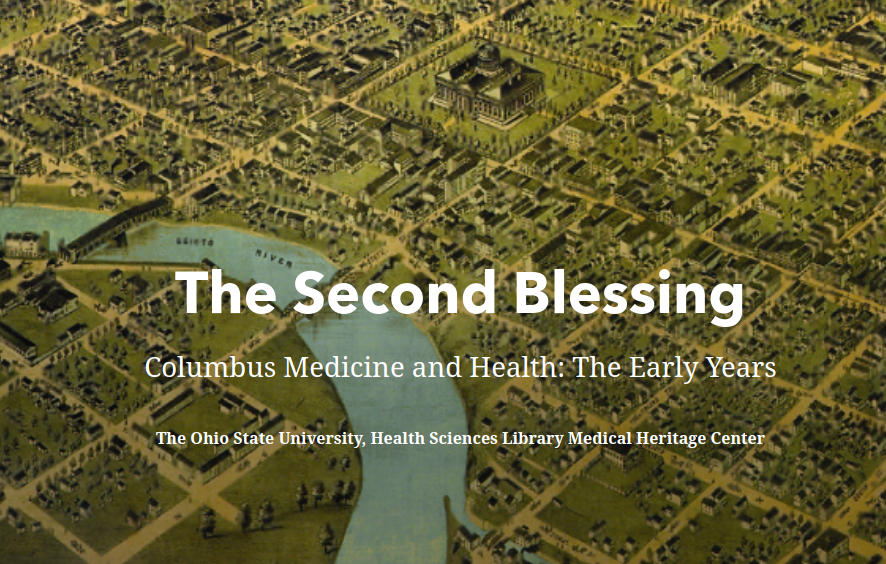 SCIOTO RIVER
The Second Blessing
Columbus Medicine and Health: The Early Years
The Ohio State University, Health Sciences Library Medical Heritage Center